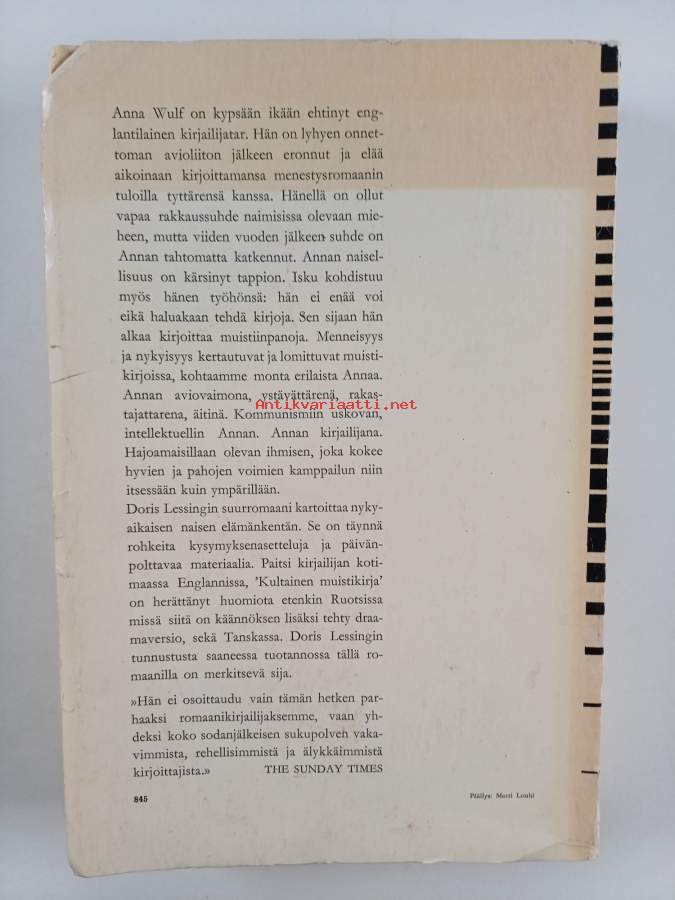 Anna Wulf on kypsään ikään ehtinyt eng-
lantilainen kirjailijatar. Hän on lyhyen onnet-
toman avioliiton jälkeen eronnut ja elää
aikoinaan kirjoittamansa menestysromaanin
tuloilla tyttärensä kanssa. Hänellä on ollut
vapaa rakkaussuhde naimisissa olevaan mie-
heen, mutta viiden vuoden jälkeen suhde on
Annan tahtomatta katkennut. Annan naisel-
lisuus on kärsinyt tappion. Isku kohdistuu
myös hänen työhönsä: hän ei enää voi
eikä haluakaan tehdä kirjoja. Sen sijaan hän
alkaa kirjoittaa muistiinpanoja. Menneisyys
ja nykyisyys kertautuvat ja lomittuvat muisti-
kirjoissa, kohtaamme monta erilaista Annaa.
Annan aviovaimona, ystävättärenä, rakas-
tajattarena, äitinä. Kommunismiin uskovan,
Antikvariaatti.net
intellektuellin Annan. Annan kirjailijana.
Hajoamaisillaan olevan ihmisen, joka kokee
hyvien ja pahojen voimien kamppailun niin
itsessään kuin ympärillään.
Doris Lessingin suurromaani kartoittaa nyky-
aikaisen naisen elämänkentän. Se on täynnä
rohkeita kysymyksenasetteluja ja päivän-
polttavaa materiaalia. Paitsi kirjailijan koti-
maassa Englannissa, 'Kultainen muistikirja'
on herättänyt huomiota etenkin Ruotsissa
missä siitä on käännöksen lisäksi tehty draa-
maversio, sekä Tanskassa. Doris Lessingin
tunnustusta saaneessa tuotannossa tällä ro-
maanilla on merkitsevä sija.
»Hän ei osoittaudu vain tämän hetken par-
haaksi romaanikirjailijaksemme, vaan yh-
deksi koko sodanjälkeisen sukupolven vaka-
vimmista, rehellisimmistä ja älykkäimmistä
kirjoittajista.» THE SUNDAY TIMES
845
Päällys: Matti Louhi